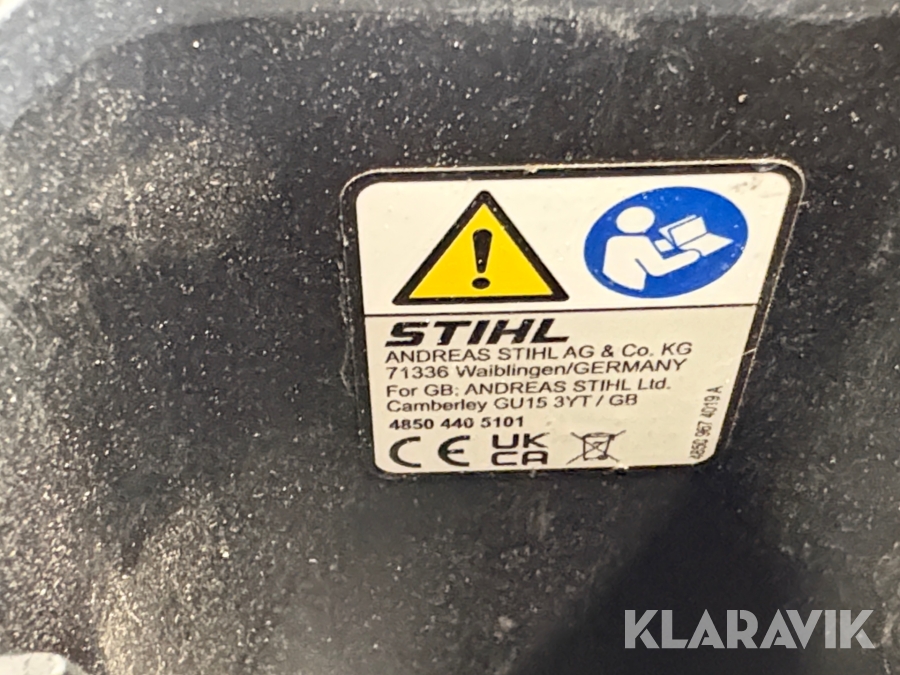 STIHL
ANDREAS STIHL AG & Co. KG
71336 Waiblingen/GERMANY
For GB: ANDREAS STIHL Ltd.
Camberley GU15 3YT / GB
4850 440 5101
CE UK CA
4850 967 4019 A
KLARAVIK